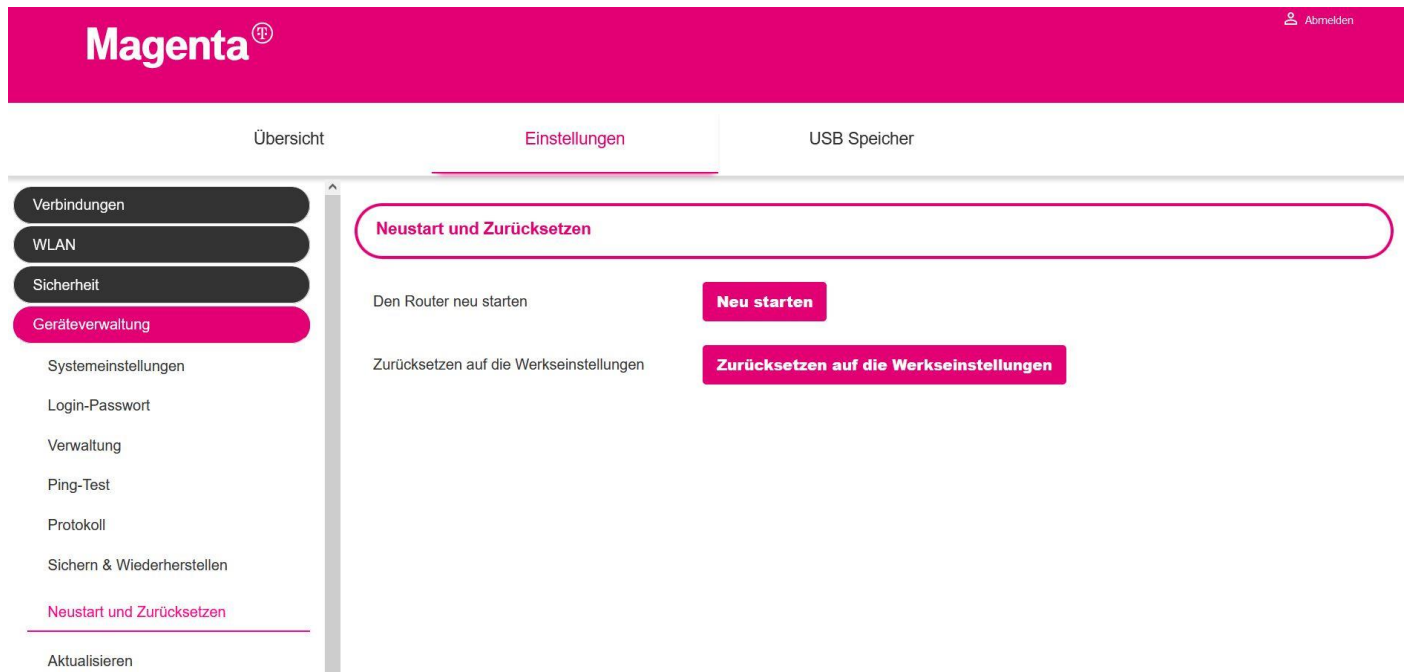 Magenta
Abmelden
Übersicht
Einstellungen
USB Speicher
Verbindungen
WLAN
Sicherheit
Geräteverwaltung
Systemeinstellungen
Login-Passwort
Verwaltung
Ping-Test
Protokoll
Sichern & Wiederherstellen
Neustart und Zurücksetzen
Aktualisieren
Neustart und Zurücksetzen
Den Router neu starten
Neu starten
Zurücksetzen auf die Werkseinstellungen
Zurücksetzen auf die Werkseinstellungen